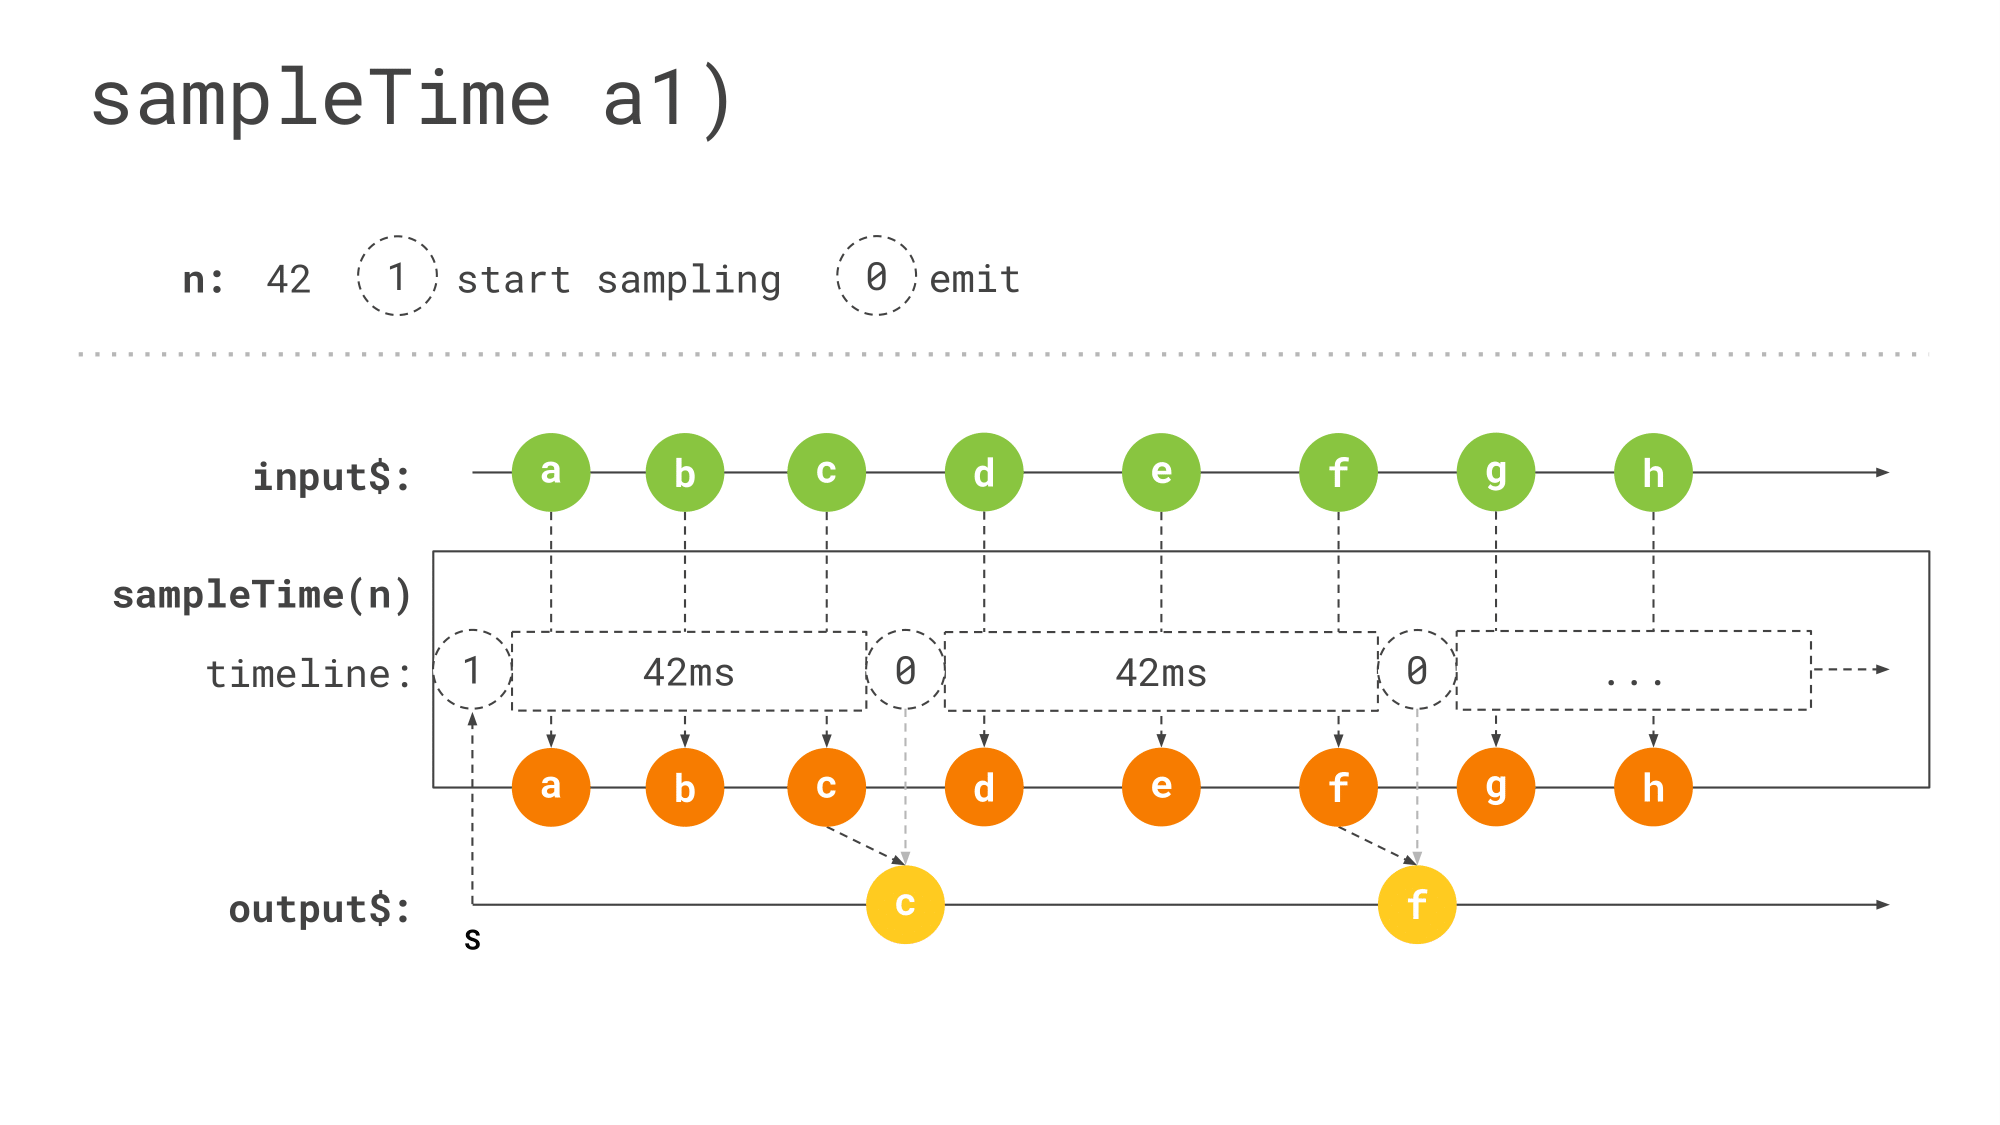 sampleTime a1)
n: 42 1 start sampling 0 emit
input$: a b c d e f g h
sampleTime(n)
timeline: 1 42ms 0 42ms 0 ...
a b c d e f g h
output$: c f
S